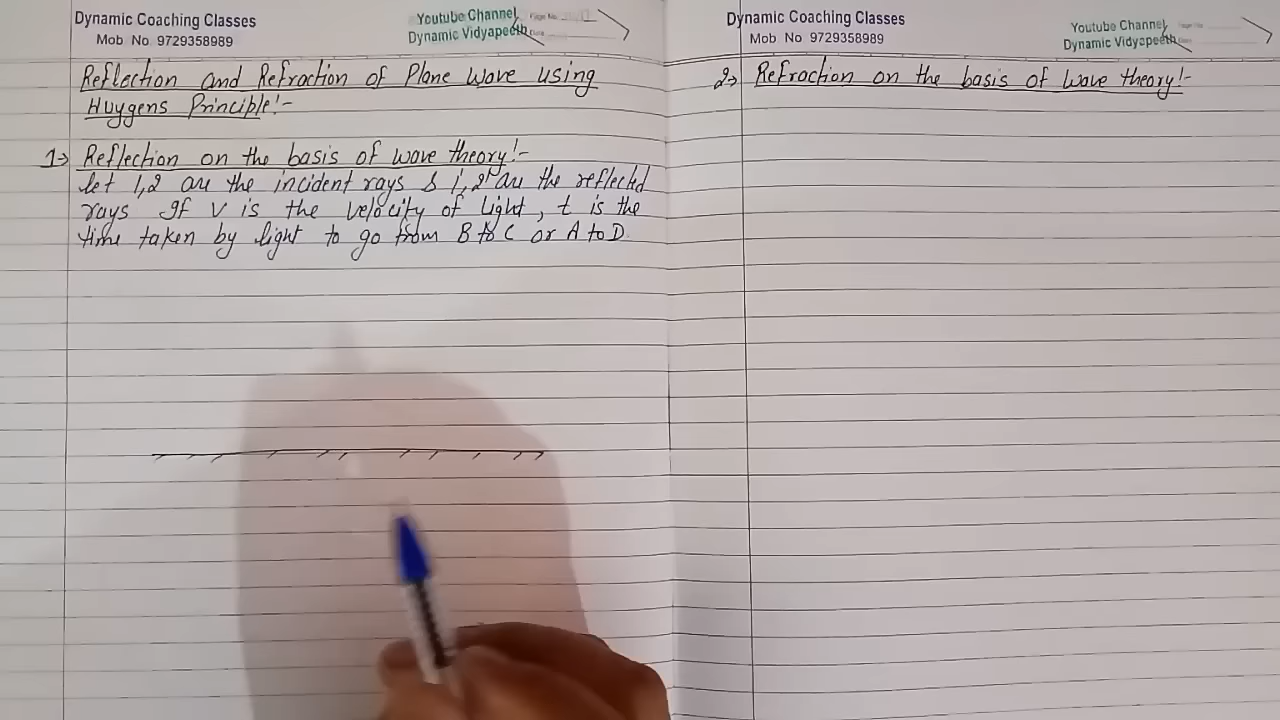 Dynamic Coaching Classes
Mob No 9729358989
Youtube Channel
Dynamic Vidyapeeth
Page No.
Date
Reflection and Refraction of Plane wave using
Huygens Principle!-
1→ Reflection on the basis of wave theory!-
let 1,2 are the incident rays & 1',2' are the reflected
rays If V is the velocity of light, t is the
time taken by light to go from B to C or A to D.
Dynamic Coaching Classes
Mob No 9729358989
Youtube Channel
Dynamic Vidyapeeth
2→ Refraction on the basis of wave theory!-